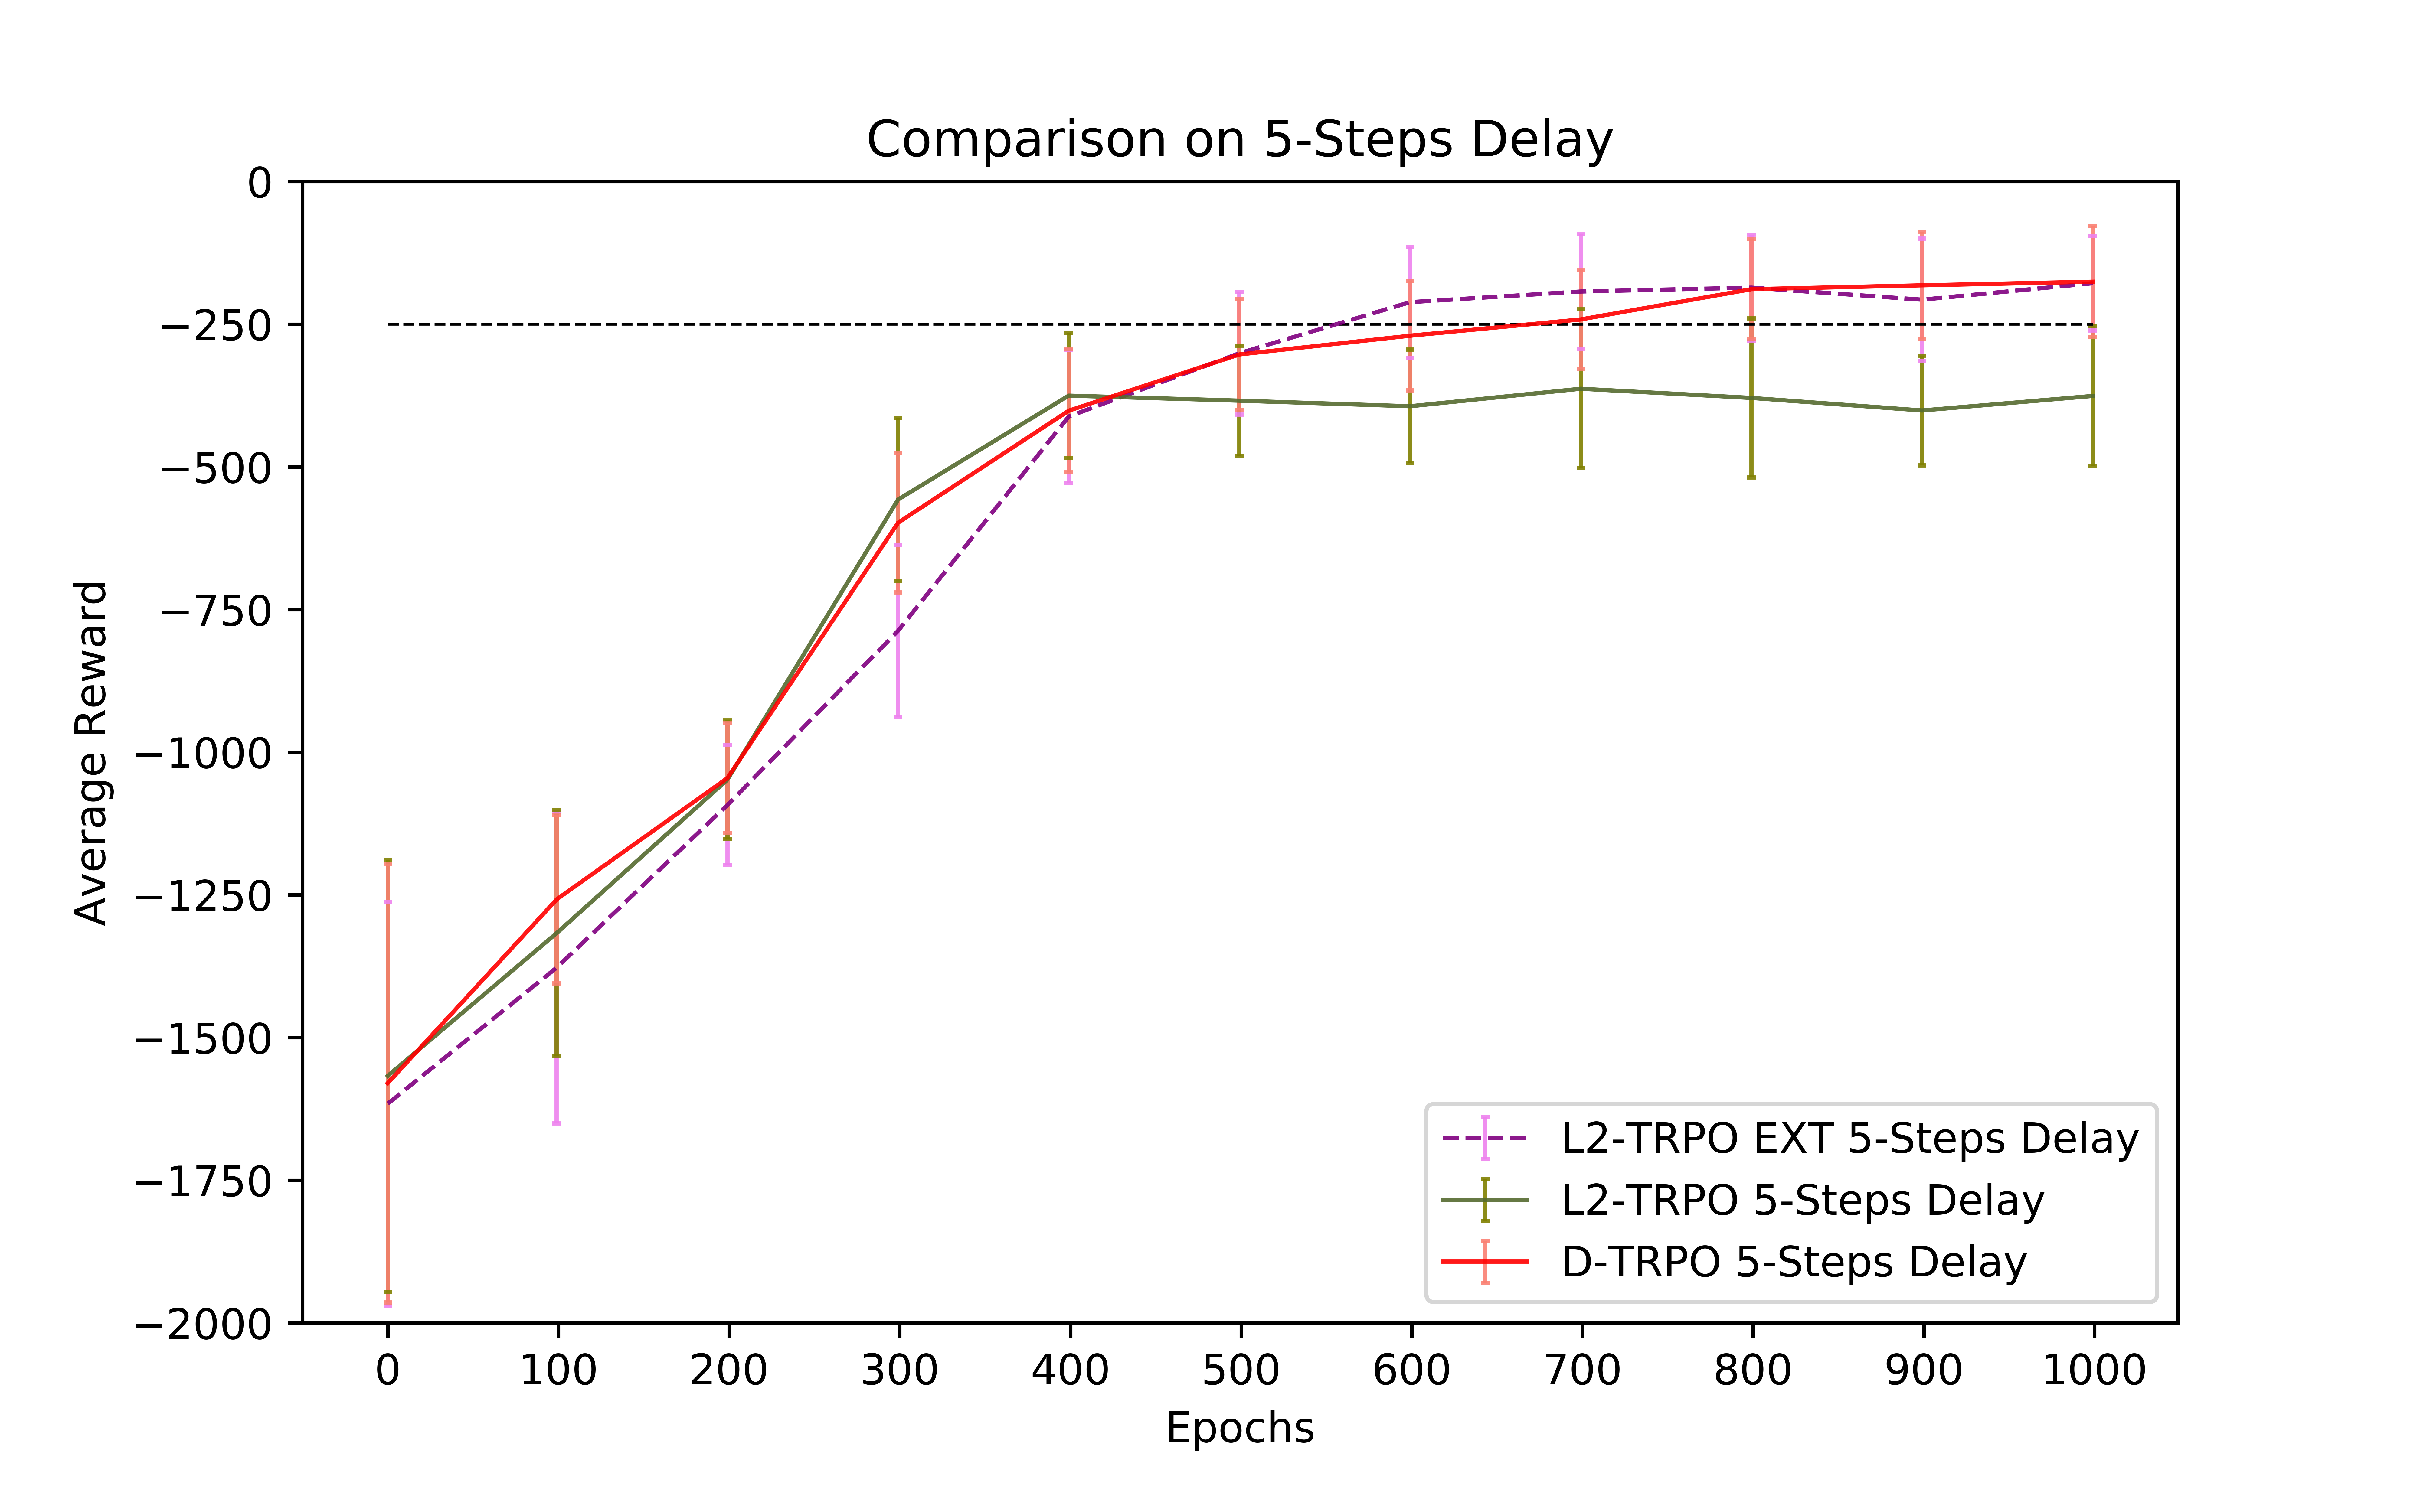 Comparison on 5-Steps Delay
0
−250
−500
−750
−1000
−1250
−1500
−1750
−2000
Average Reward
0 100 200 300 400 500 600 700 800 900 1000
Epochs
L2-TRPO EXT 5-Steps Delay
L2-TRPO 5-Steps Delay
D-TRPO 5-Steps Delay